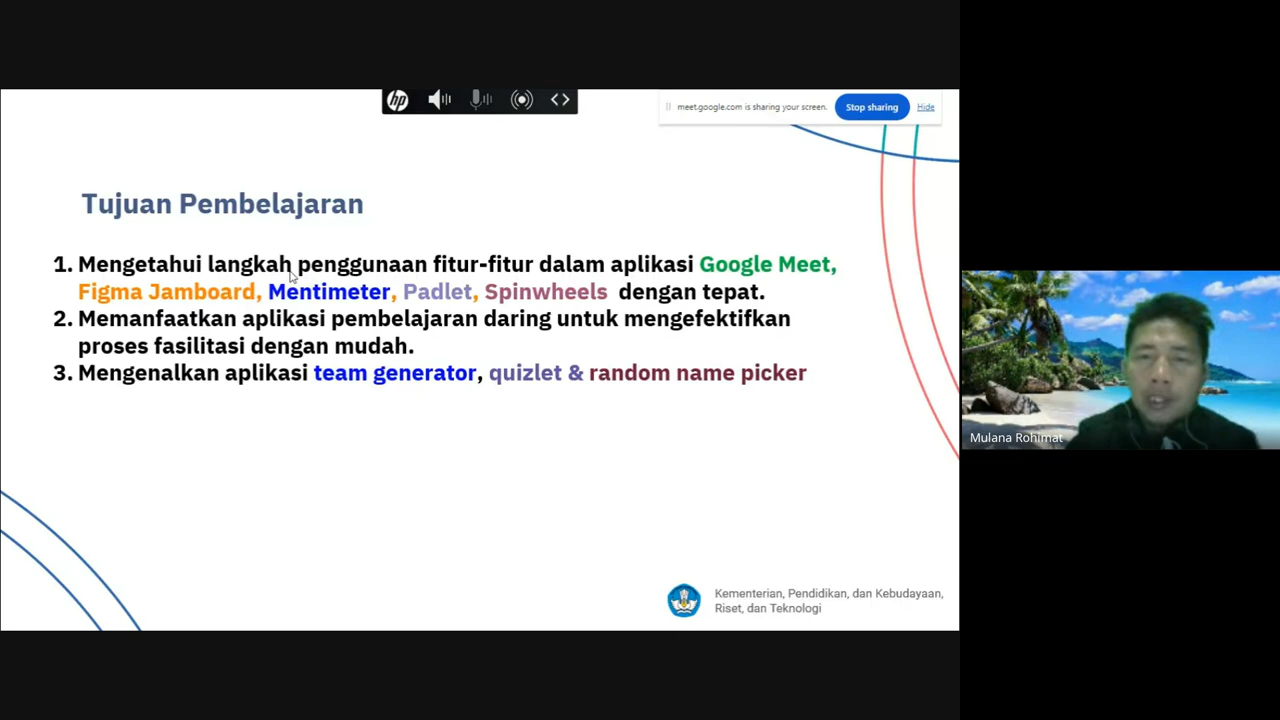 hp
meet.google.com is sharing your screen. Stop sharing Hide
Tujuan Pembelajaran
1. Mengetahui langkah penggunaan fitur-fitur dalam aplikasi Google Meet,
Figma Jamboard, Mentimeter, Padlet, Spinwheels dengan tepat.
2. Memanfaatkan aplikasi pembelajaran daring untuk mengefektifkan
proses fasilitasi dengan mudah.
3. Mengenalkan aplikasi team generator, quizlet & random name picker
Mulana Rohimat
Kementerian, Pendidikan, dan Kebudayaan,
Riset, dan Teknologi